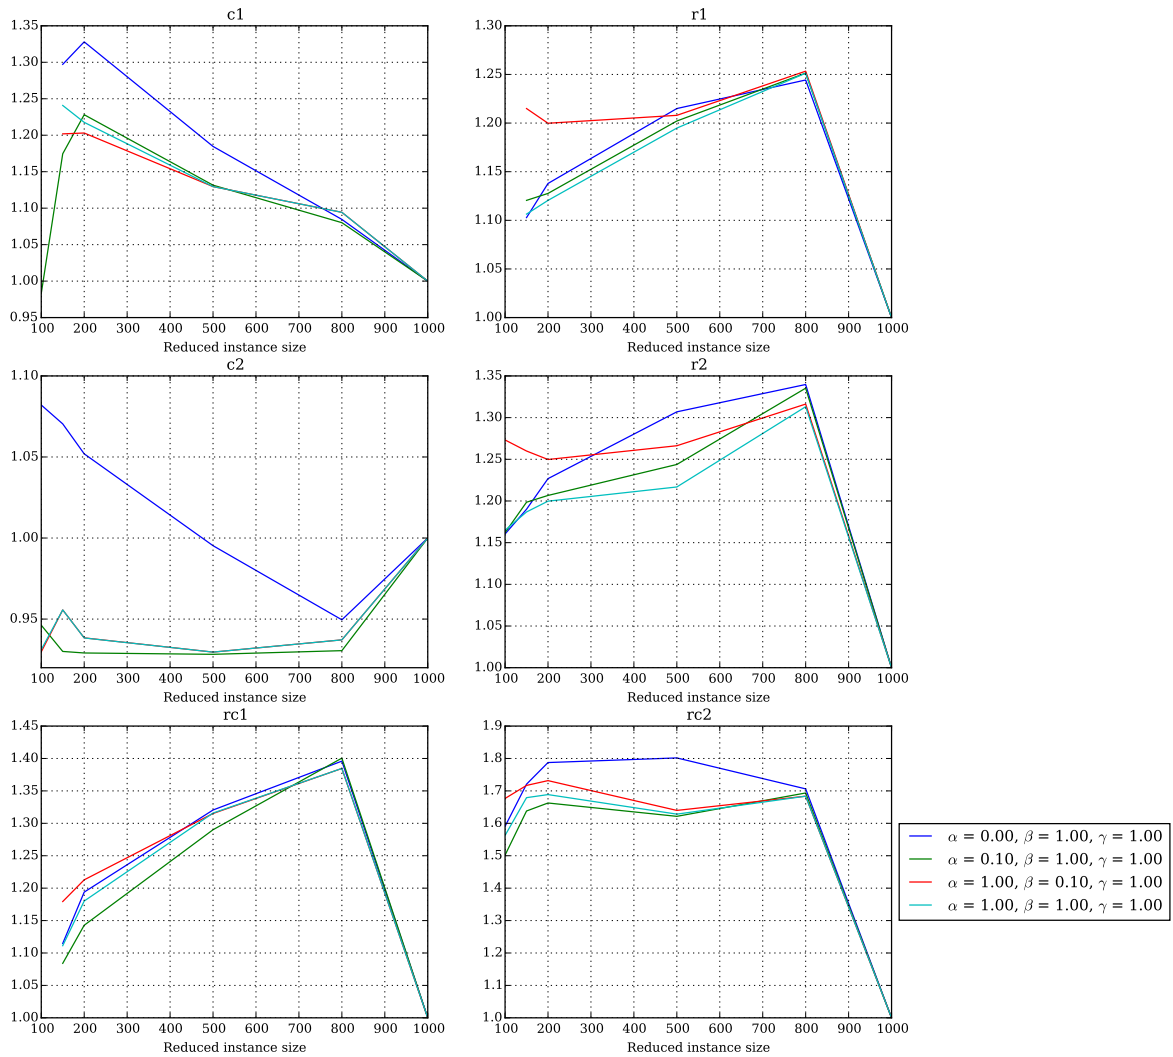 c1
1.35
1.30
1.25
1.20
1.15
1.10
1.05
1.00
0.95
100 200 300 400 500 600 700 800 900 1000
Reduced instance size
r1
1.30
1.25
1.20
1.15
1.10
1.05
1.00
100 200 300 400 500 600 700 800 900 1000
Reduced instance size
c2
1.10
1.05
1.00
0.95
100 200 300 400 500 600 700 800 900 1000
Reduced instance size
r2
1.35
1.30
1.25
1.20
1.15
1.10
1.05
1.00
100 200 300 400 500 600 700 800 900 1000
Reduced instance size
rc1
1.45
1.40
1.35
1.30
1.25
1.20
1.15
1.10
1.05
1.00
100 200 300 400 500 600 700 800 900 1000
Reduced instance size
rc2
1.9
1.8
1.7
1.6
1.5
1.4
1.3
1.2
1.1
1.0
100 200 300 400 500 600 700 800 900 1000
Reduced instance size
α = 0.00, β = 1.00, γ = 1.00
α = 0.10, β = 1.00, γ = 1.00
α = 1.00, β = 0.10, γ = 1.00
α = 1.00, β = 1.00, γ = 1.00